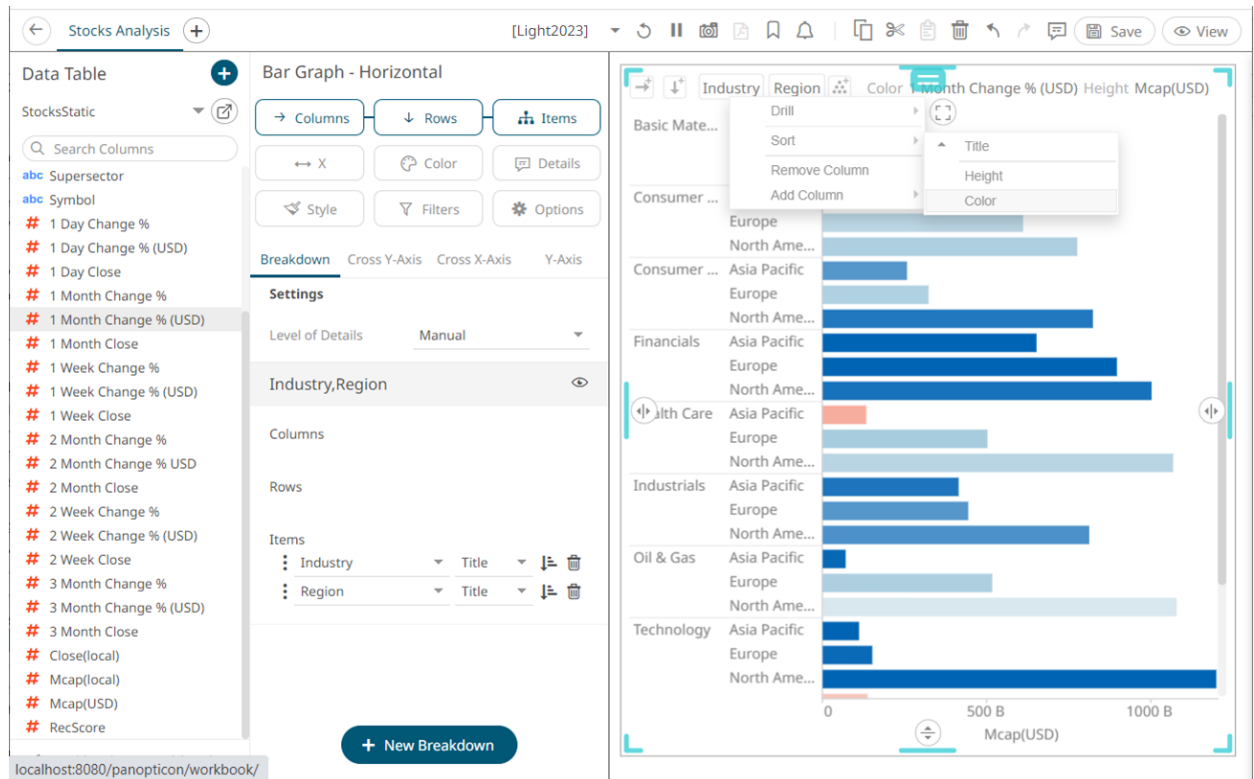 Stocks Analysis
[Light2023]
Save
View
Data Table
StocksStatic
Search Columns
abc Supersector
abc Symbol
# 1 Day Change %
# 1 Day Change % (USD)
# 1 Day Close
# 1 Month Change %
# 1 Month Change % (USD)
# 1 Month Close
# 1 Week Change %
# 1 Week Change % (USD)
# 1 Week Close
# 2 Month Change %
# 2 Month Change % USD
# 2 Month Close
# 2 Week Change %
# 2 Week Change % (USD)
# 2 Week Close
# 3 Month Change %
# 3 Month Change % (USD)
# 3 Month Close
# Close(local)
# Mcap(local)
# Mcap(USD)
# RecScore
localhost:8080/panopticon/workbook/
Bar Graph - Horizontal
Columns
Rows
Items
X
Color
Details
Style
Filters
Options
Breakdown Cross Y-Axis Cross X-Axis Y-Axis
Settings
Level of Details Manual
Industry,Region
Columns
Rows
Items
Industry Title
Region Title
+ New Breakdown
Industry Region Color 1 Month Change % (USD) Height Mcap(USD)
Drill
Sort
Remove Column
Add Column
Title
Height
Color
Basic Mate...
Consumer ...
Europe
North Ame...
Consumer ... Asia Pacific
Europe
North Ame...
Financials Asia Pacific
Europe
North Ame...
alth Care Asia Pacific
Europe
North Ame...
Industrials Asia Pacific
Europe
North Ame...
Oil & Gas Asia Pacific
Europe
North Ame...
Technology Asia Pacific
Europe
North Ame...
0 500 B 1000 B
Mcap(USD)